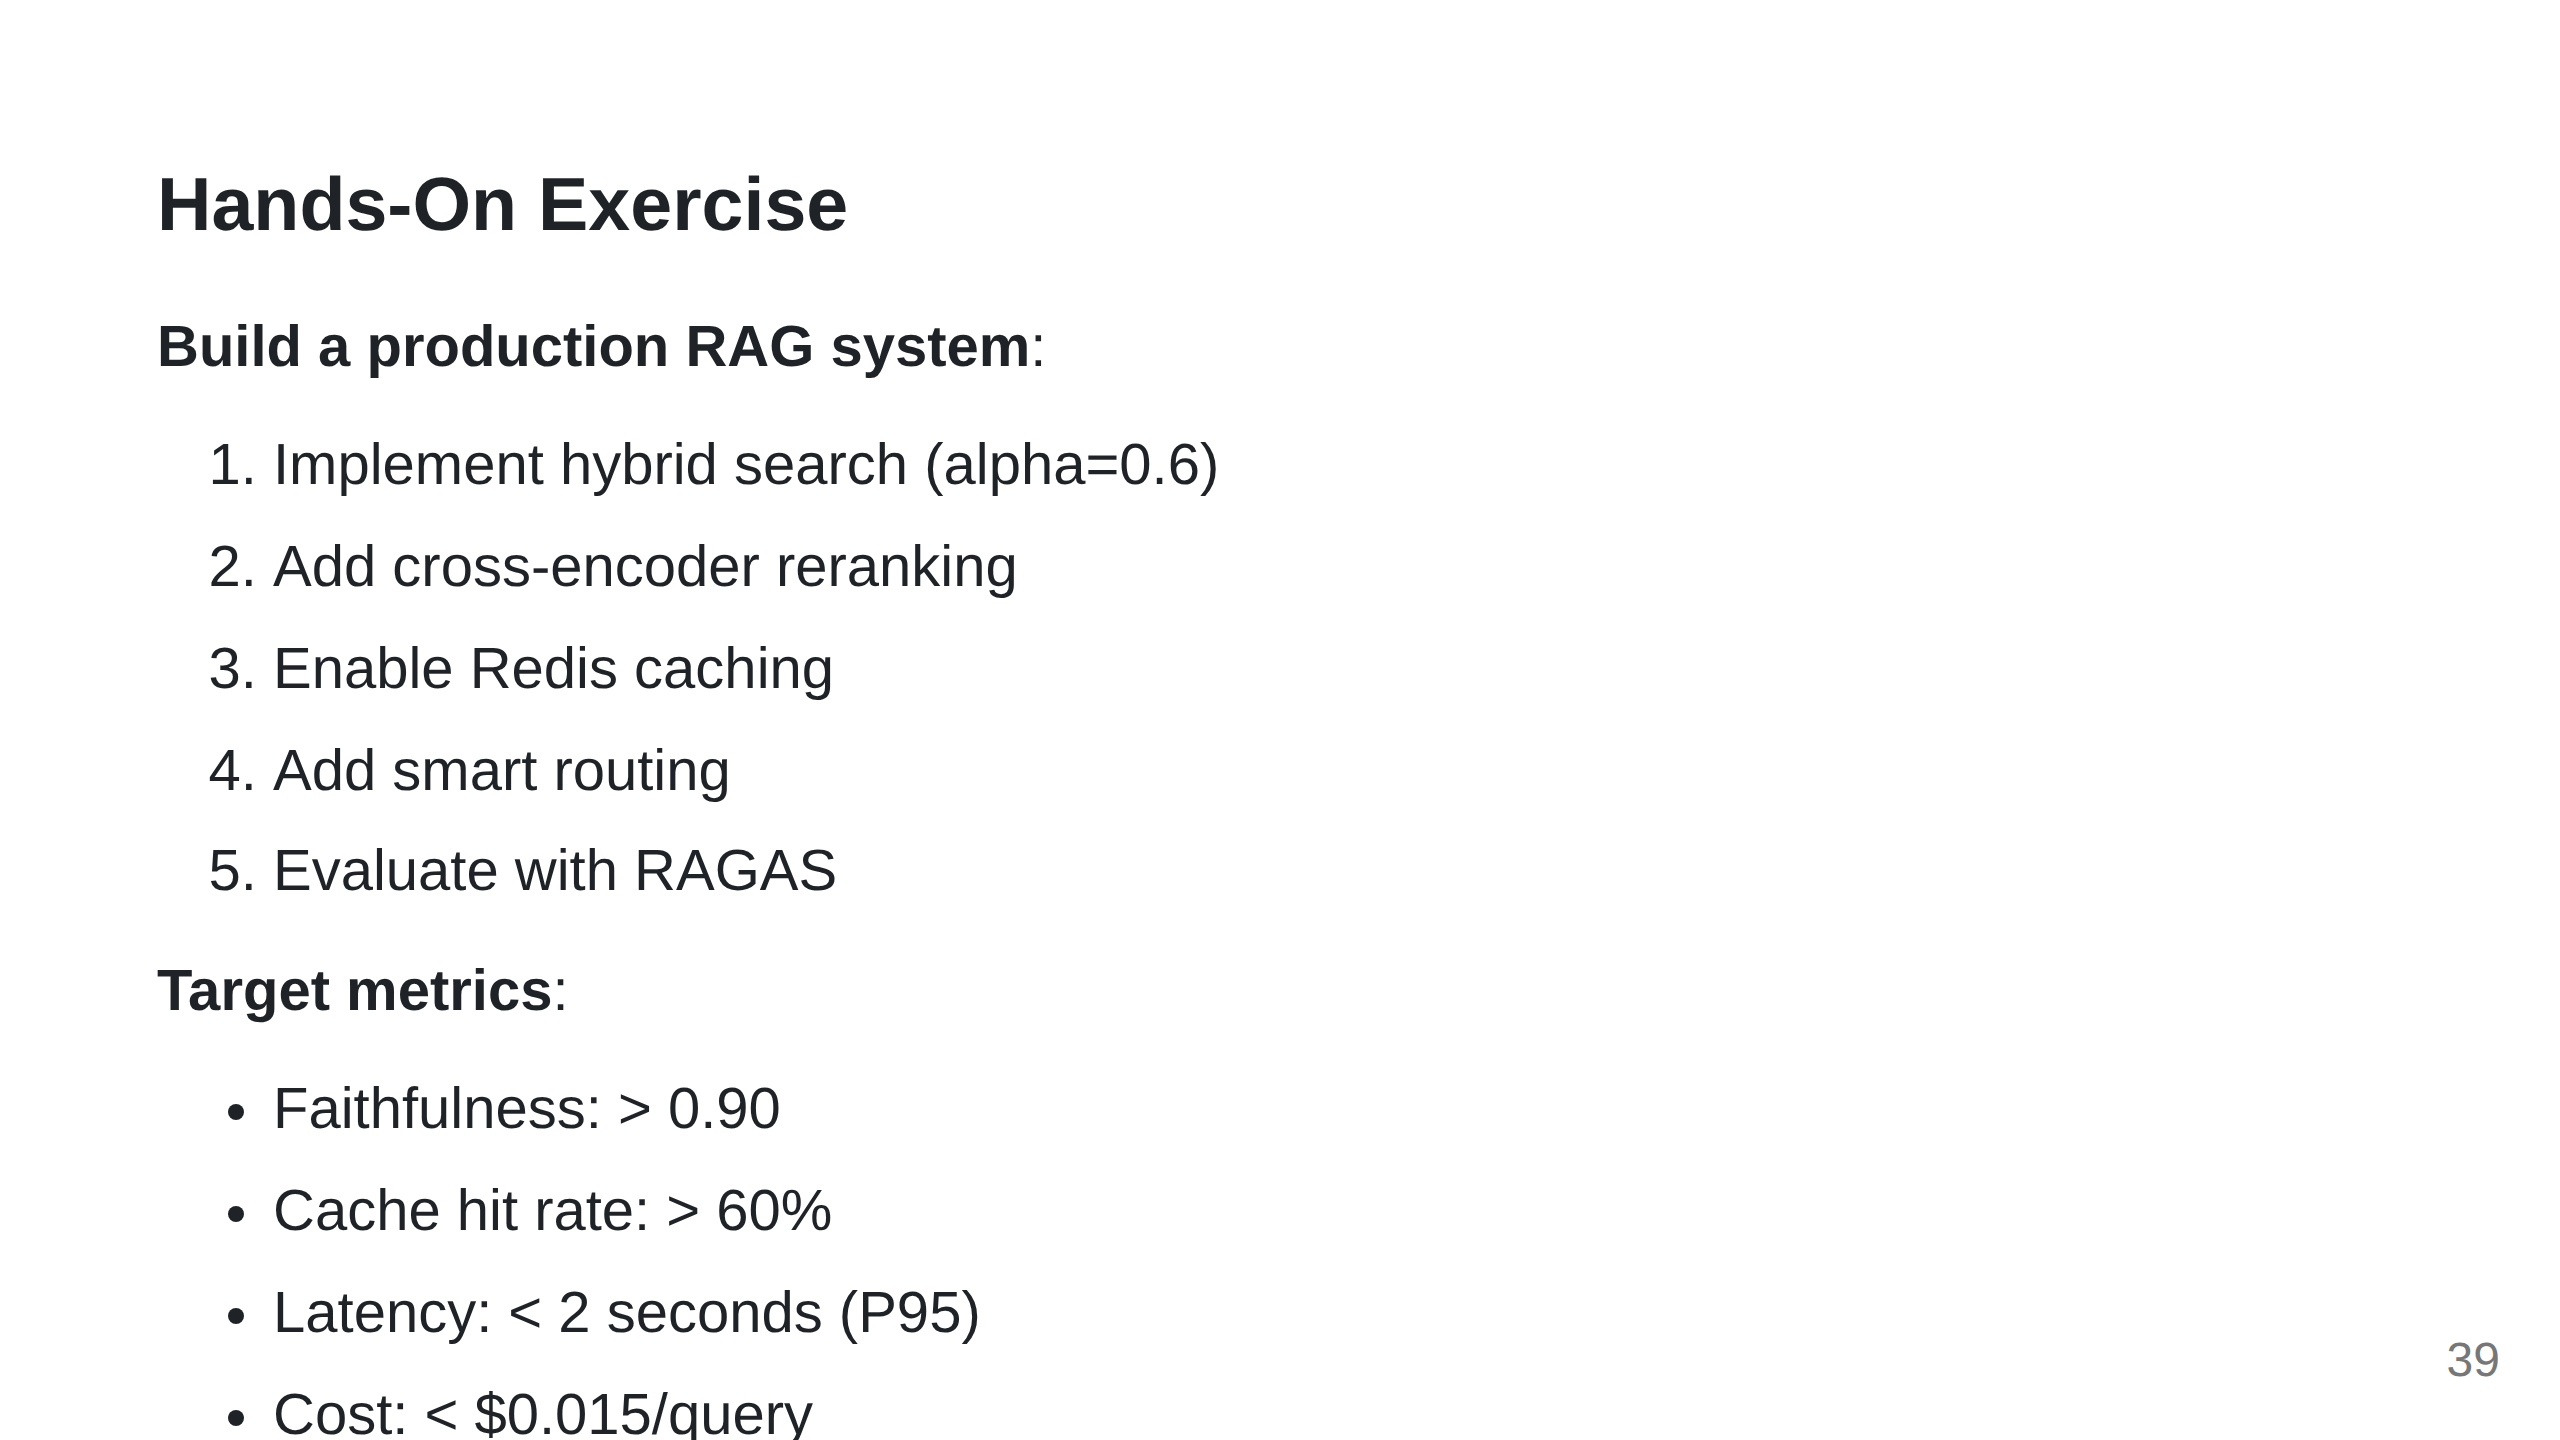 Hands-On Exercise
Build a production RAG system:
1. Implement hybrid search (alpha=0.6)
2. Add cross-encoder reranking
3. Enable Redis caching
4. Add smart routing
5. Evaluate with RAGAS
Target metrics:
• Faithfulness: > 0.90
• Cache hit rate: > 60%
• Latency: < 2 seconds (P95)
• Cost: < $0.015/query
39